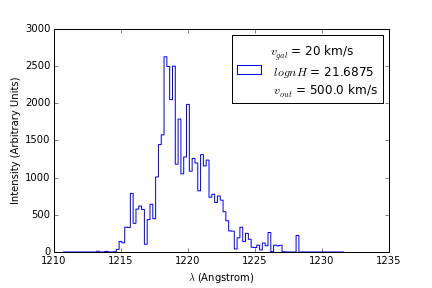 3000
2500
2000
1500
1000
500
0
Intensity (Arbitrary Units)
v_gal = 20 km/s
lognH = 21.6875
v_out = 500.0 km/s
1210 1215 1220 1225 1230 1235
λ (Angstrom)